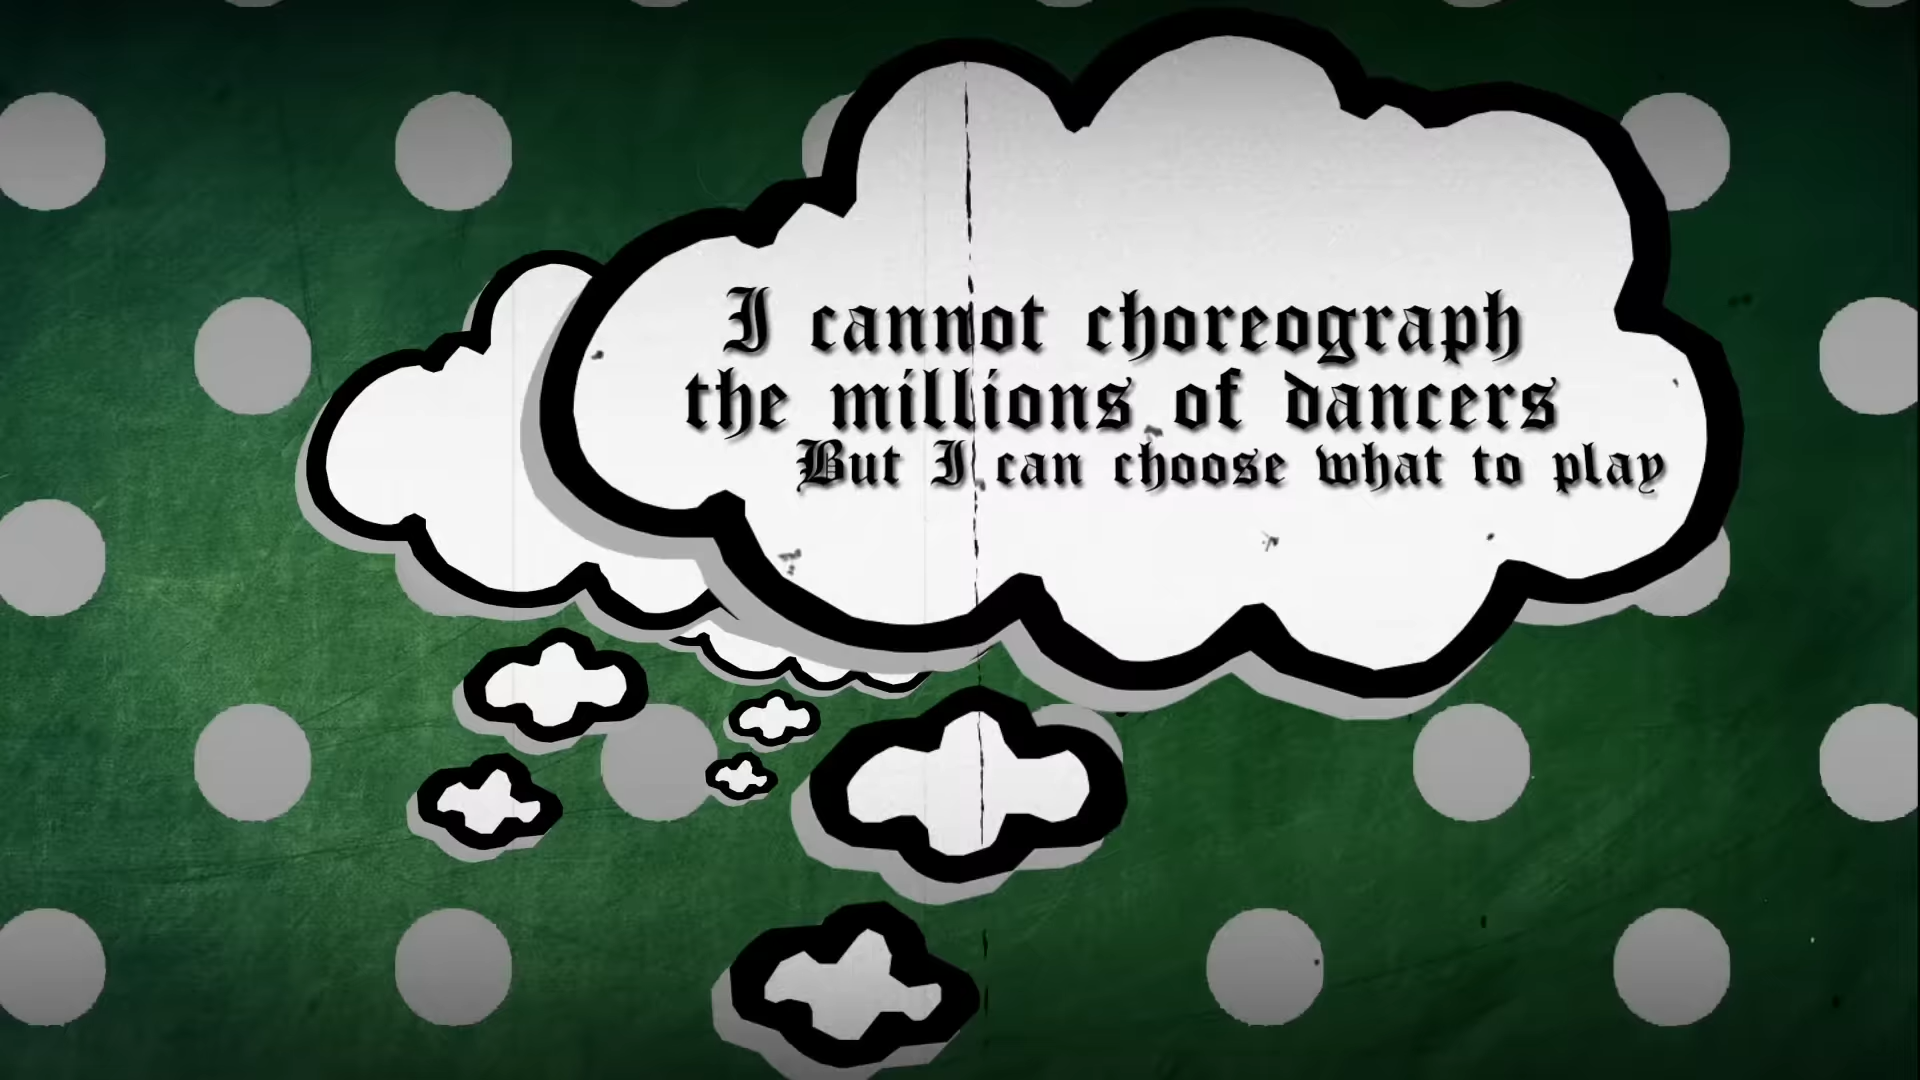 I cannot choreograph
the millions of dancers
But I can choose what to play